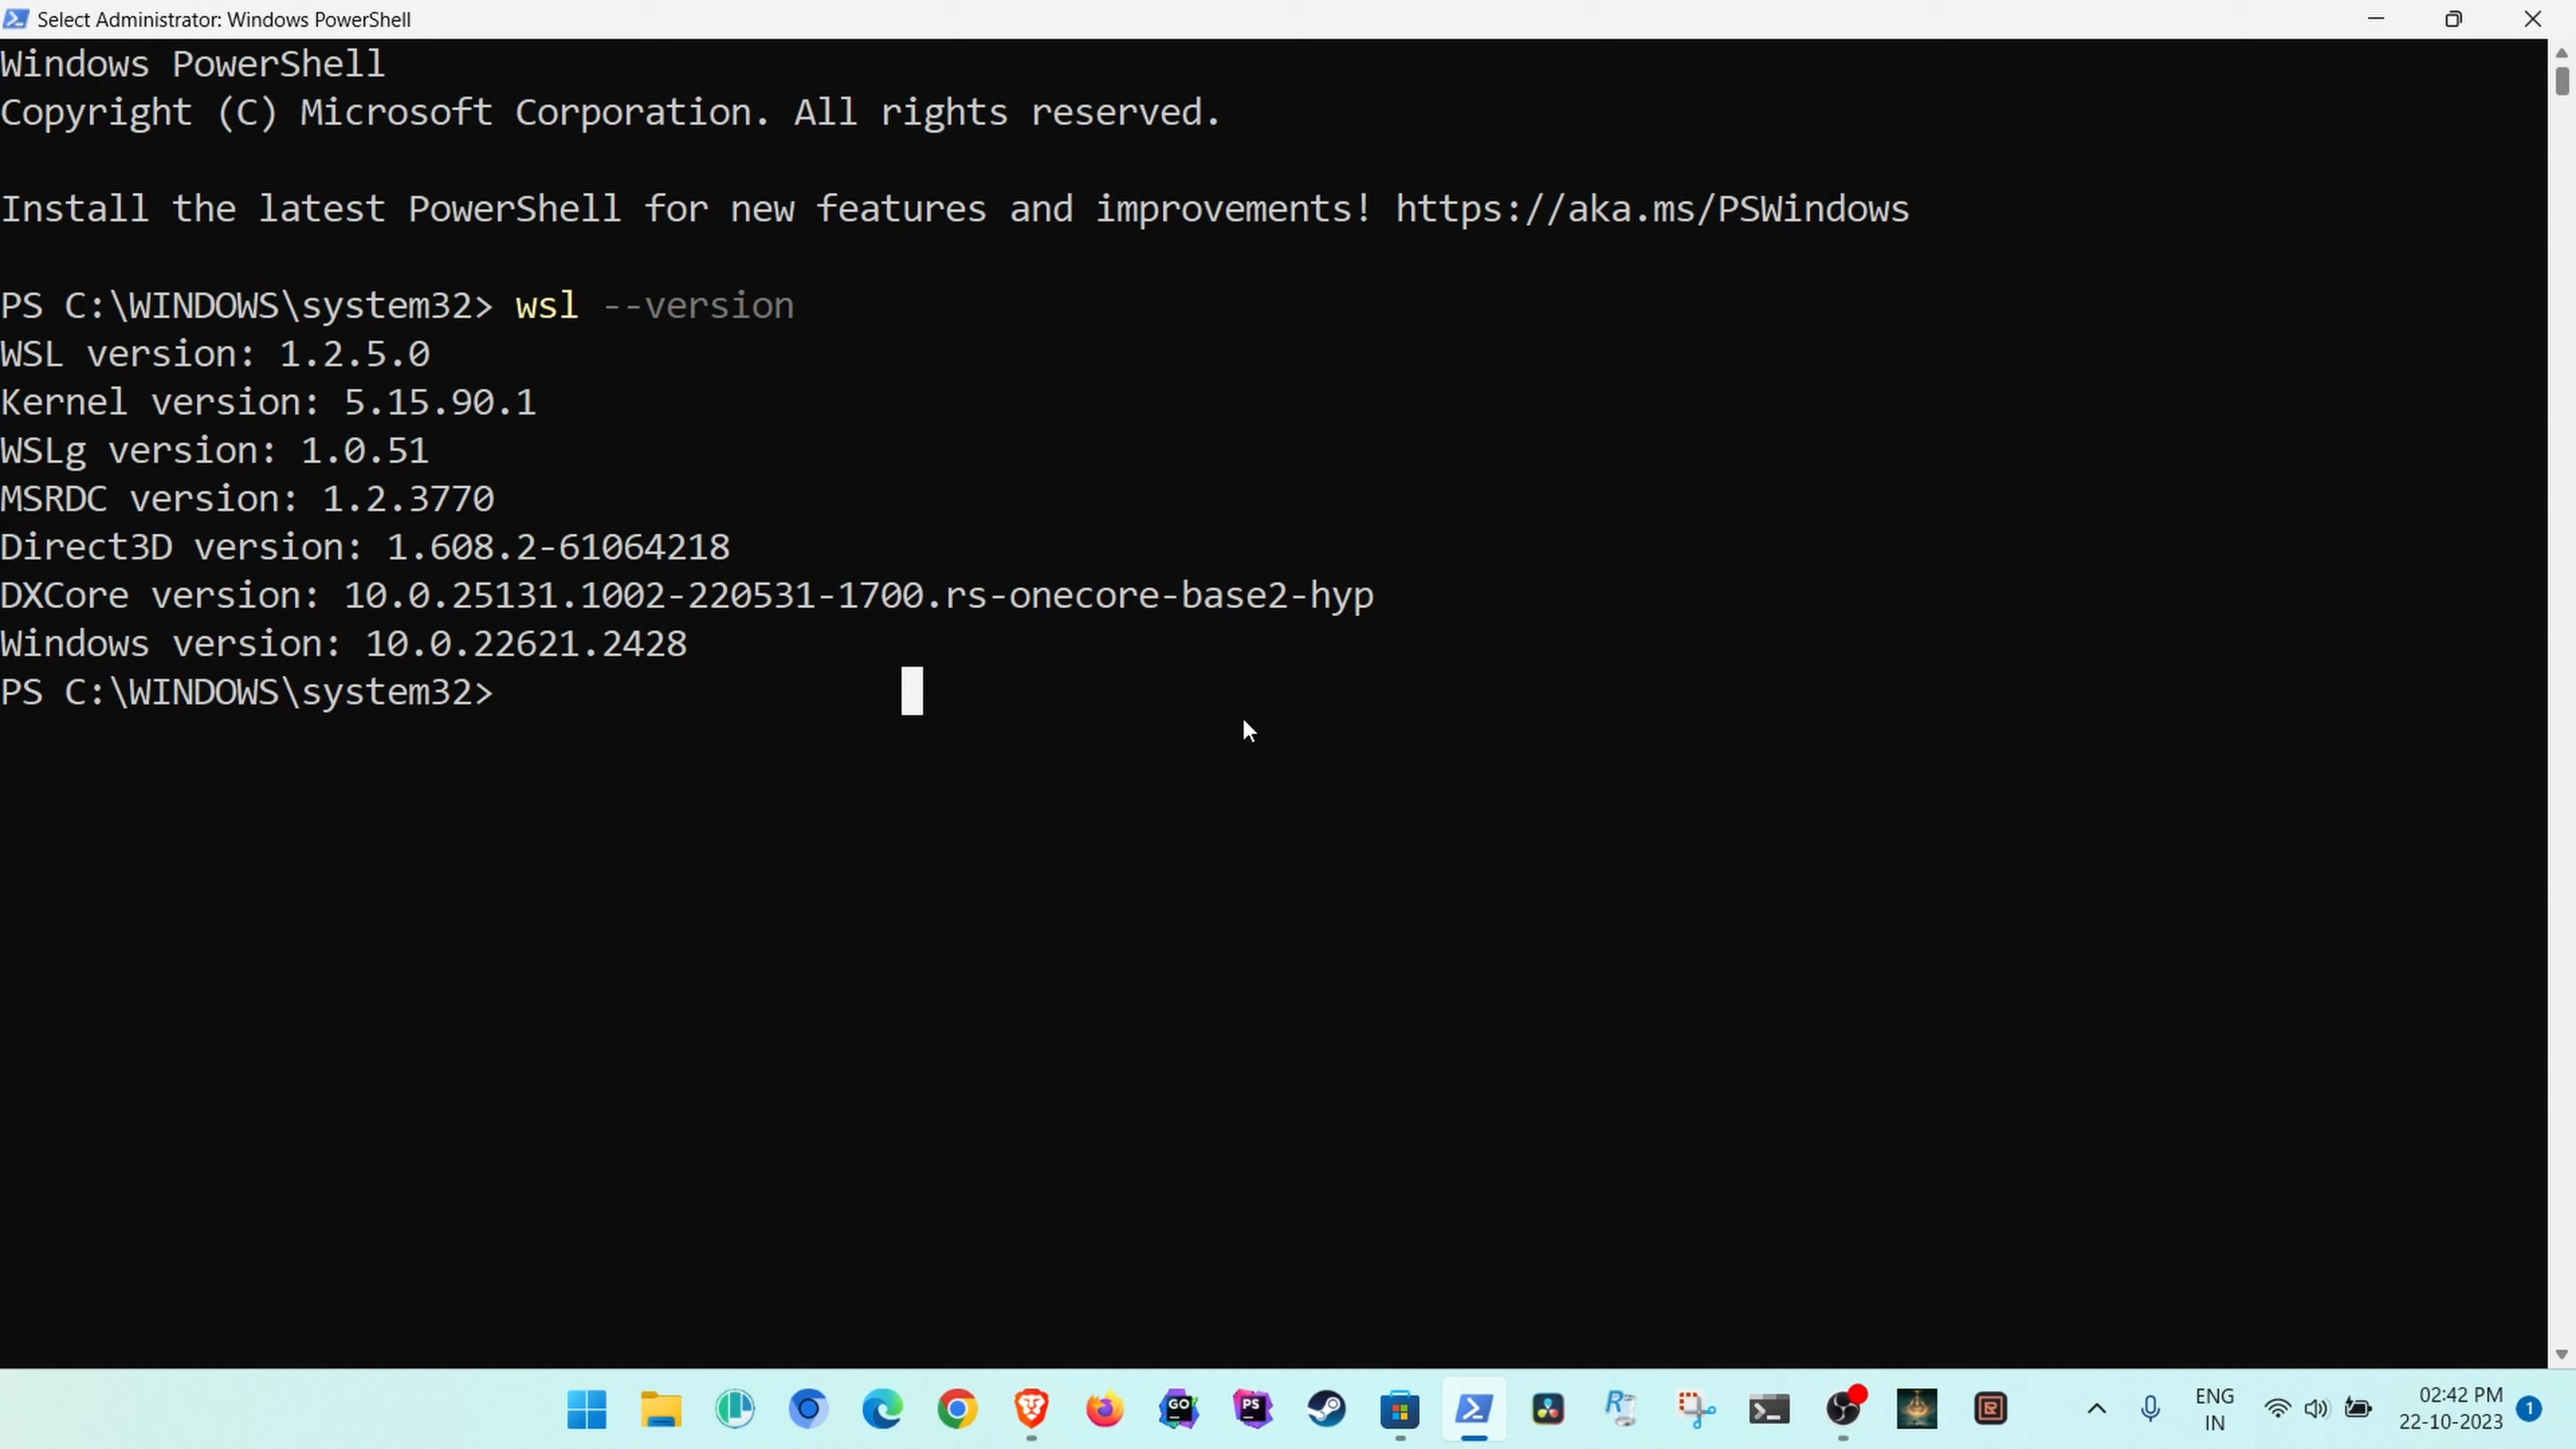 Select Administrator: Windows PowerShell
Windows PowerShell
Copyright (C) Microsoft Corporation. All rights reserved.
Install the latest PowerShell for new features and improvements! https://aka.ms/PSWindows
PS C:\WINDOWS\system32> wsl --version
WSL version: 1.2.5.0
Kernel version: 5.15.90.1
WSLg version: 1.0.51
MSRDC version: 1.2.3770
Direct3D version: 1.608.2-61064218
DXCore version: 10.0.25131.1002-220531-1700.rs-onecore-base2-hyp
Windows version: 10.0.22621.2428
PS C:\WINDOWS\system32>
GO
PS
R
ENG
IN
02:42 PM
22-10-2023
1